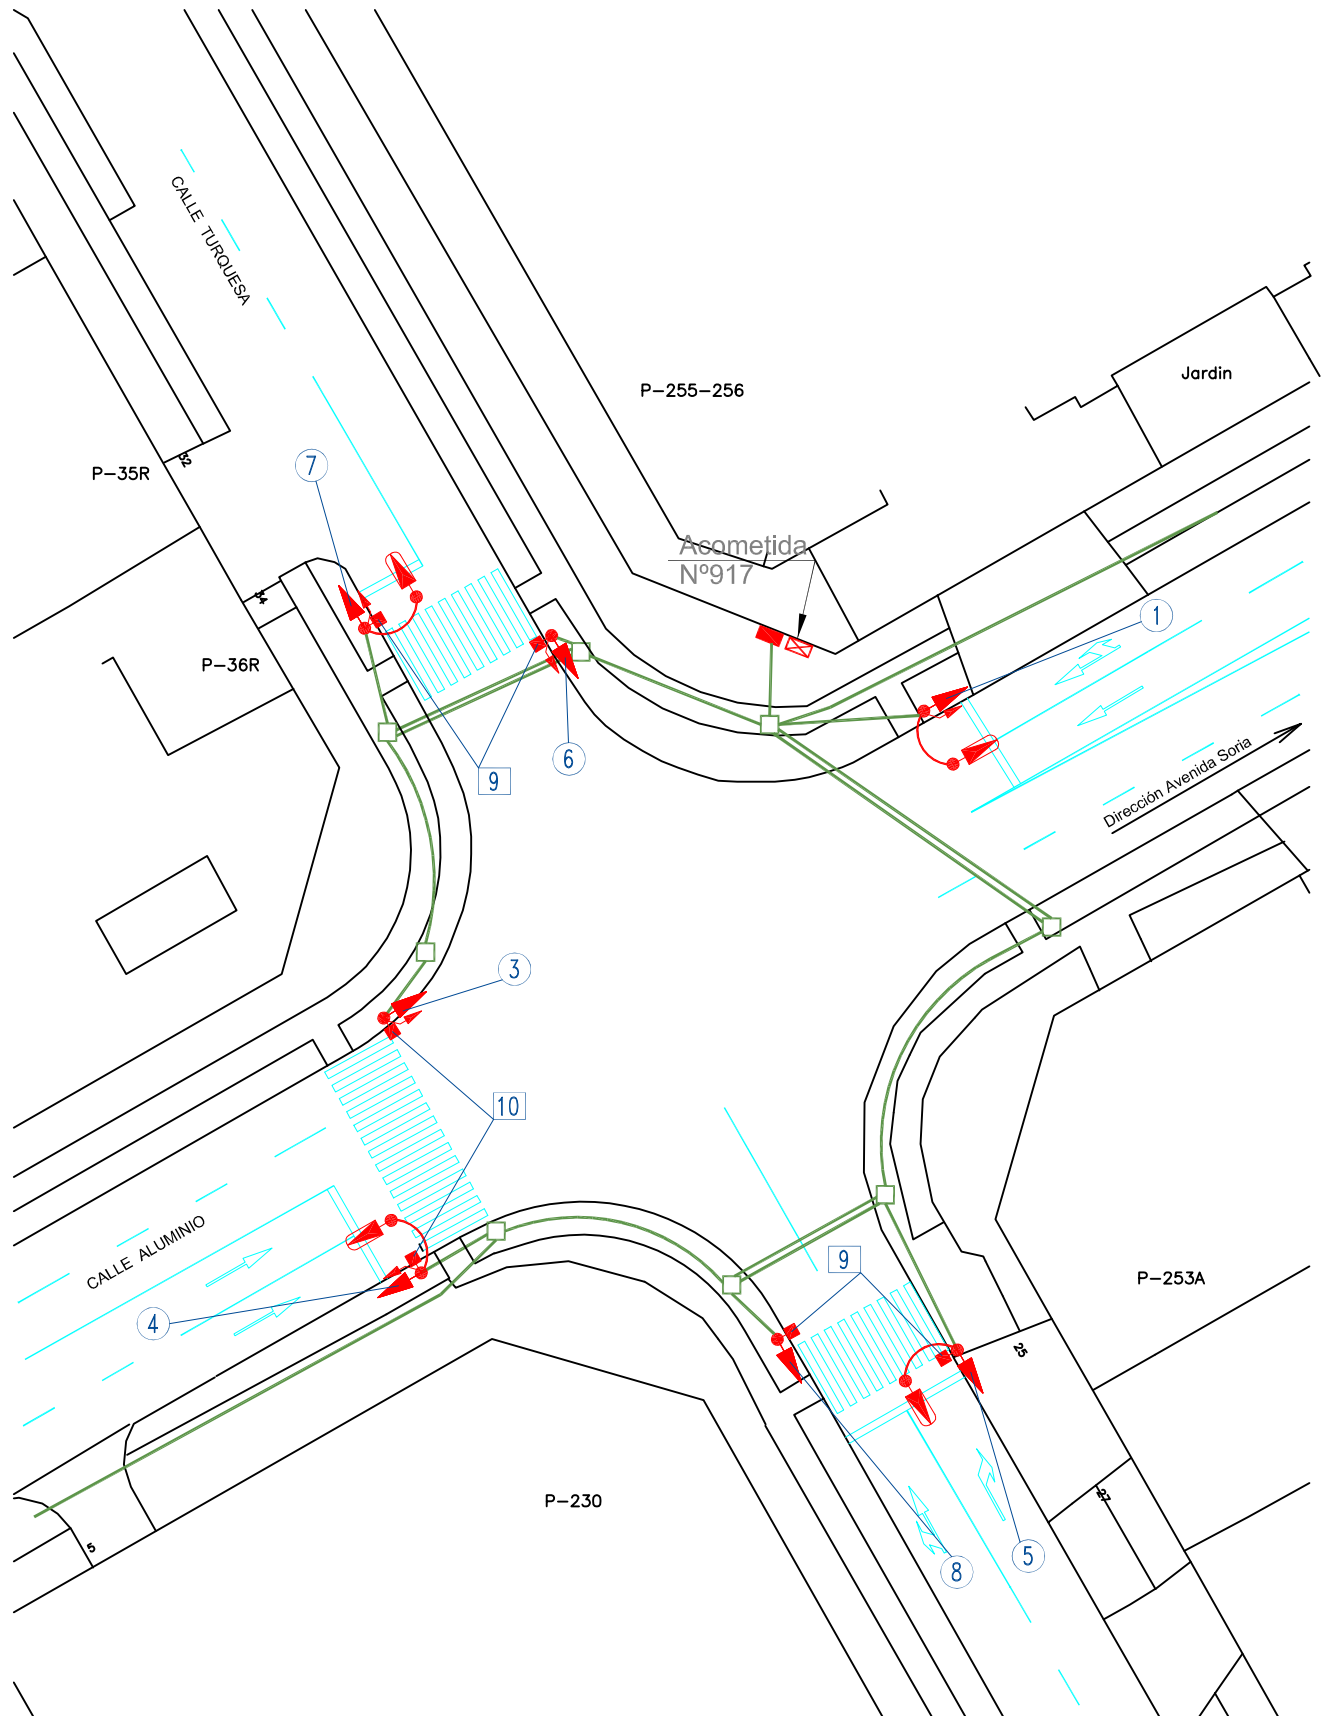 CALLE TURQUESA
P-255-256
Jardin
P-35R
32
7
Acometida
Nº917
34
1
P-36R
6
9
Dirección Avenida Soria
3
10
CALLE ALUMINIO
9
P-253A
4
25
P-230
27
5
8
5